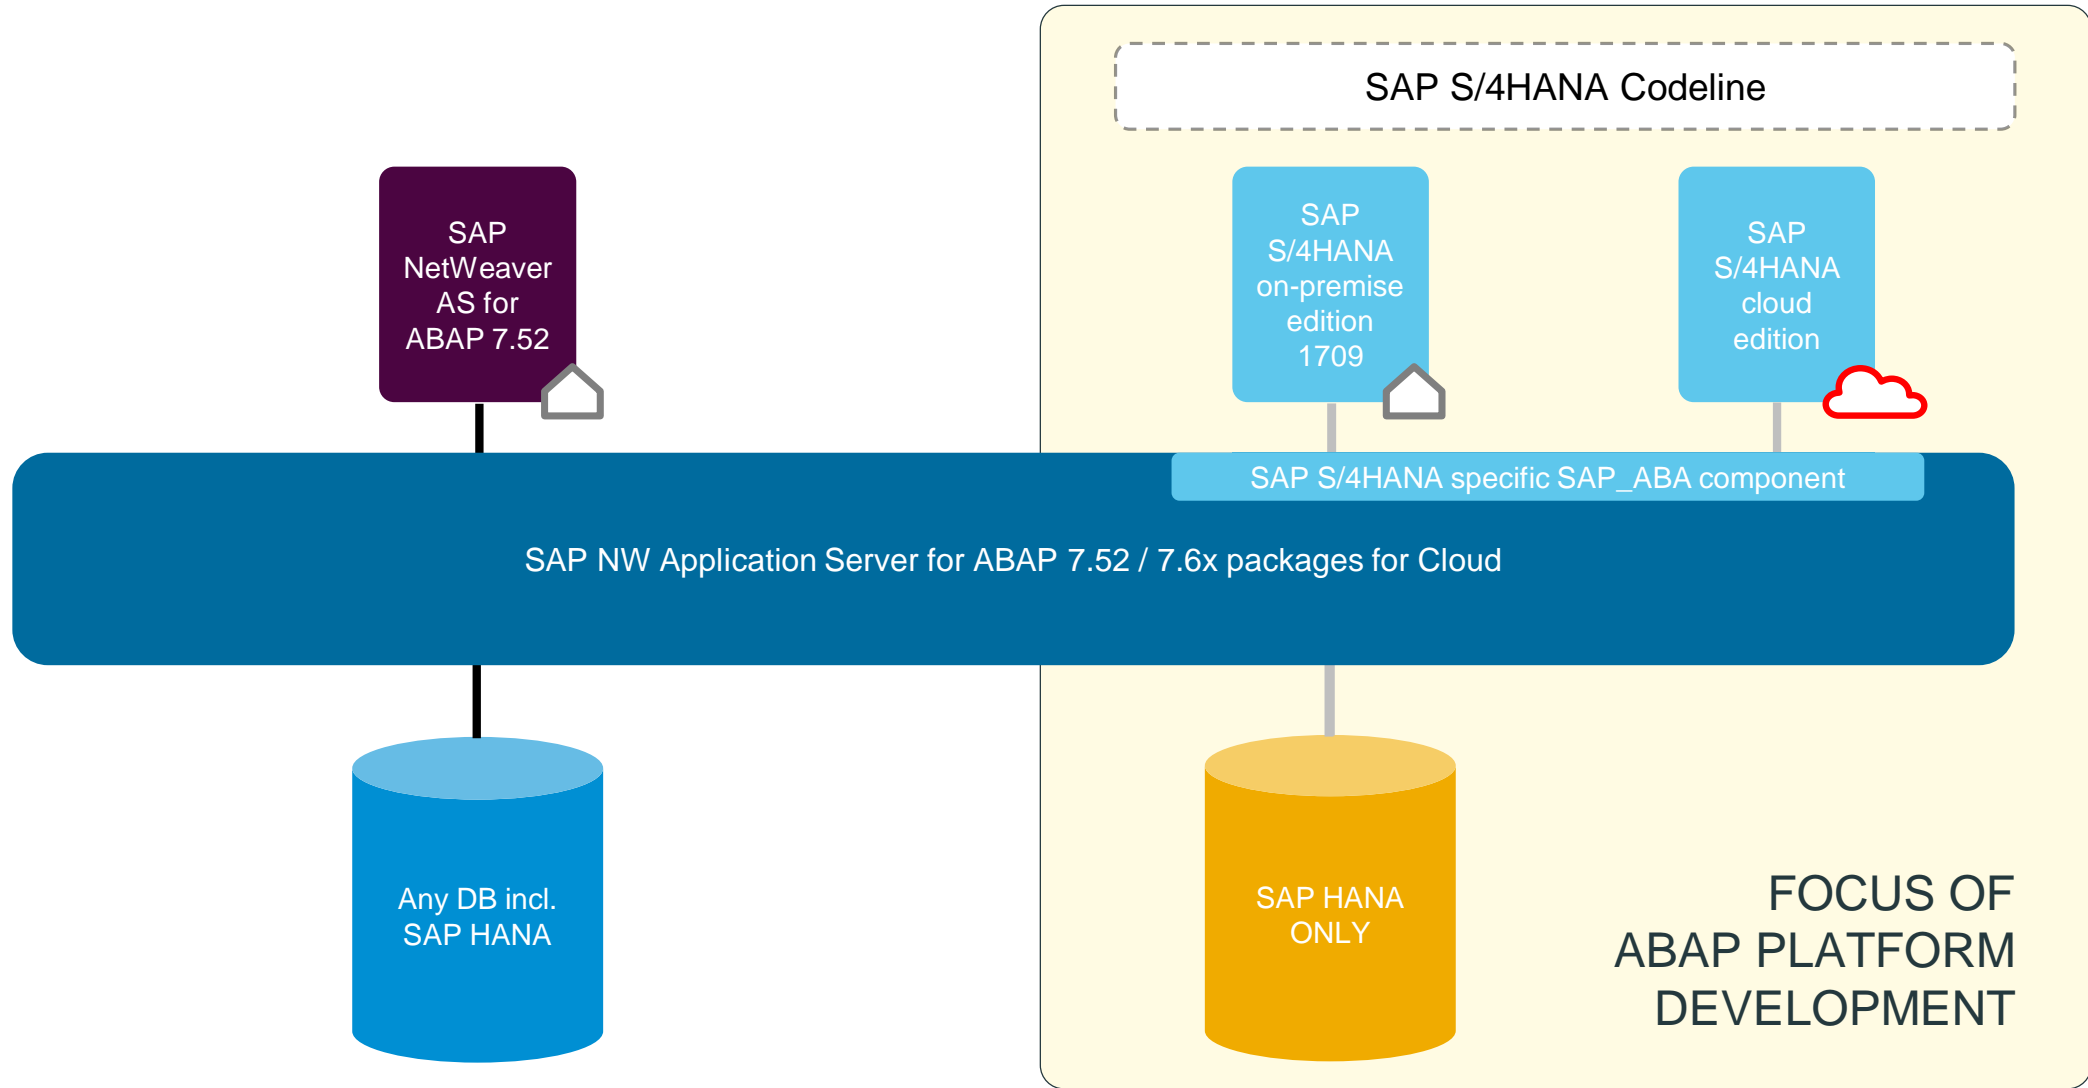 SAP S/4HANA Codeline
SAP
NetWeaver
AS for
ABAP 7.52
SAP
S/4HANA
on-premise
edition
1709
SAP
S/4HANA
cloud
edition
SAP S/4HANA specific SAP_ABA component
SAP NW Application Server for ABAP 7.52 / 7.6x packages for Cloud
Any DB incl.
SAP HANA
SAP HANA
ONLY
FOCUS OF
ABAP PLATFORM
DEVELOPMENT